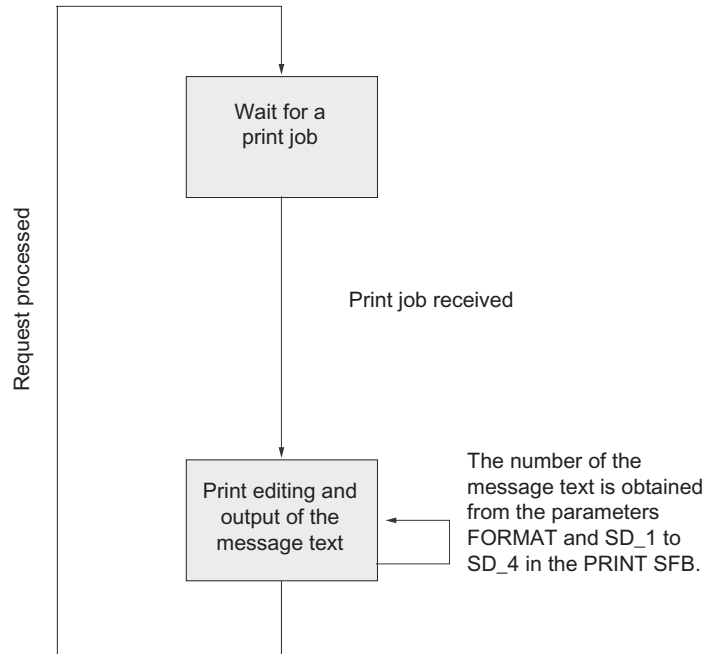 Wait for a
print job
Request processed
Print job received
Print editing and
output of the
message text
The number of the
message text is obtained
from the parameters
FORMAT and SD_1 to
SD_4 in the PRINT SFB.